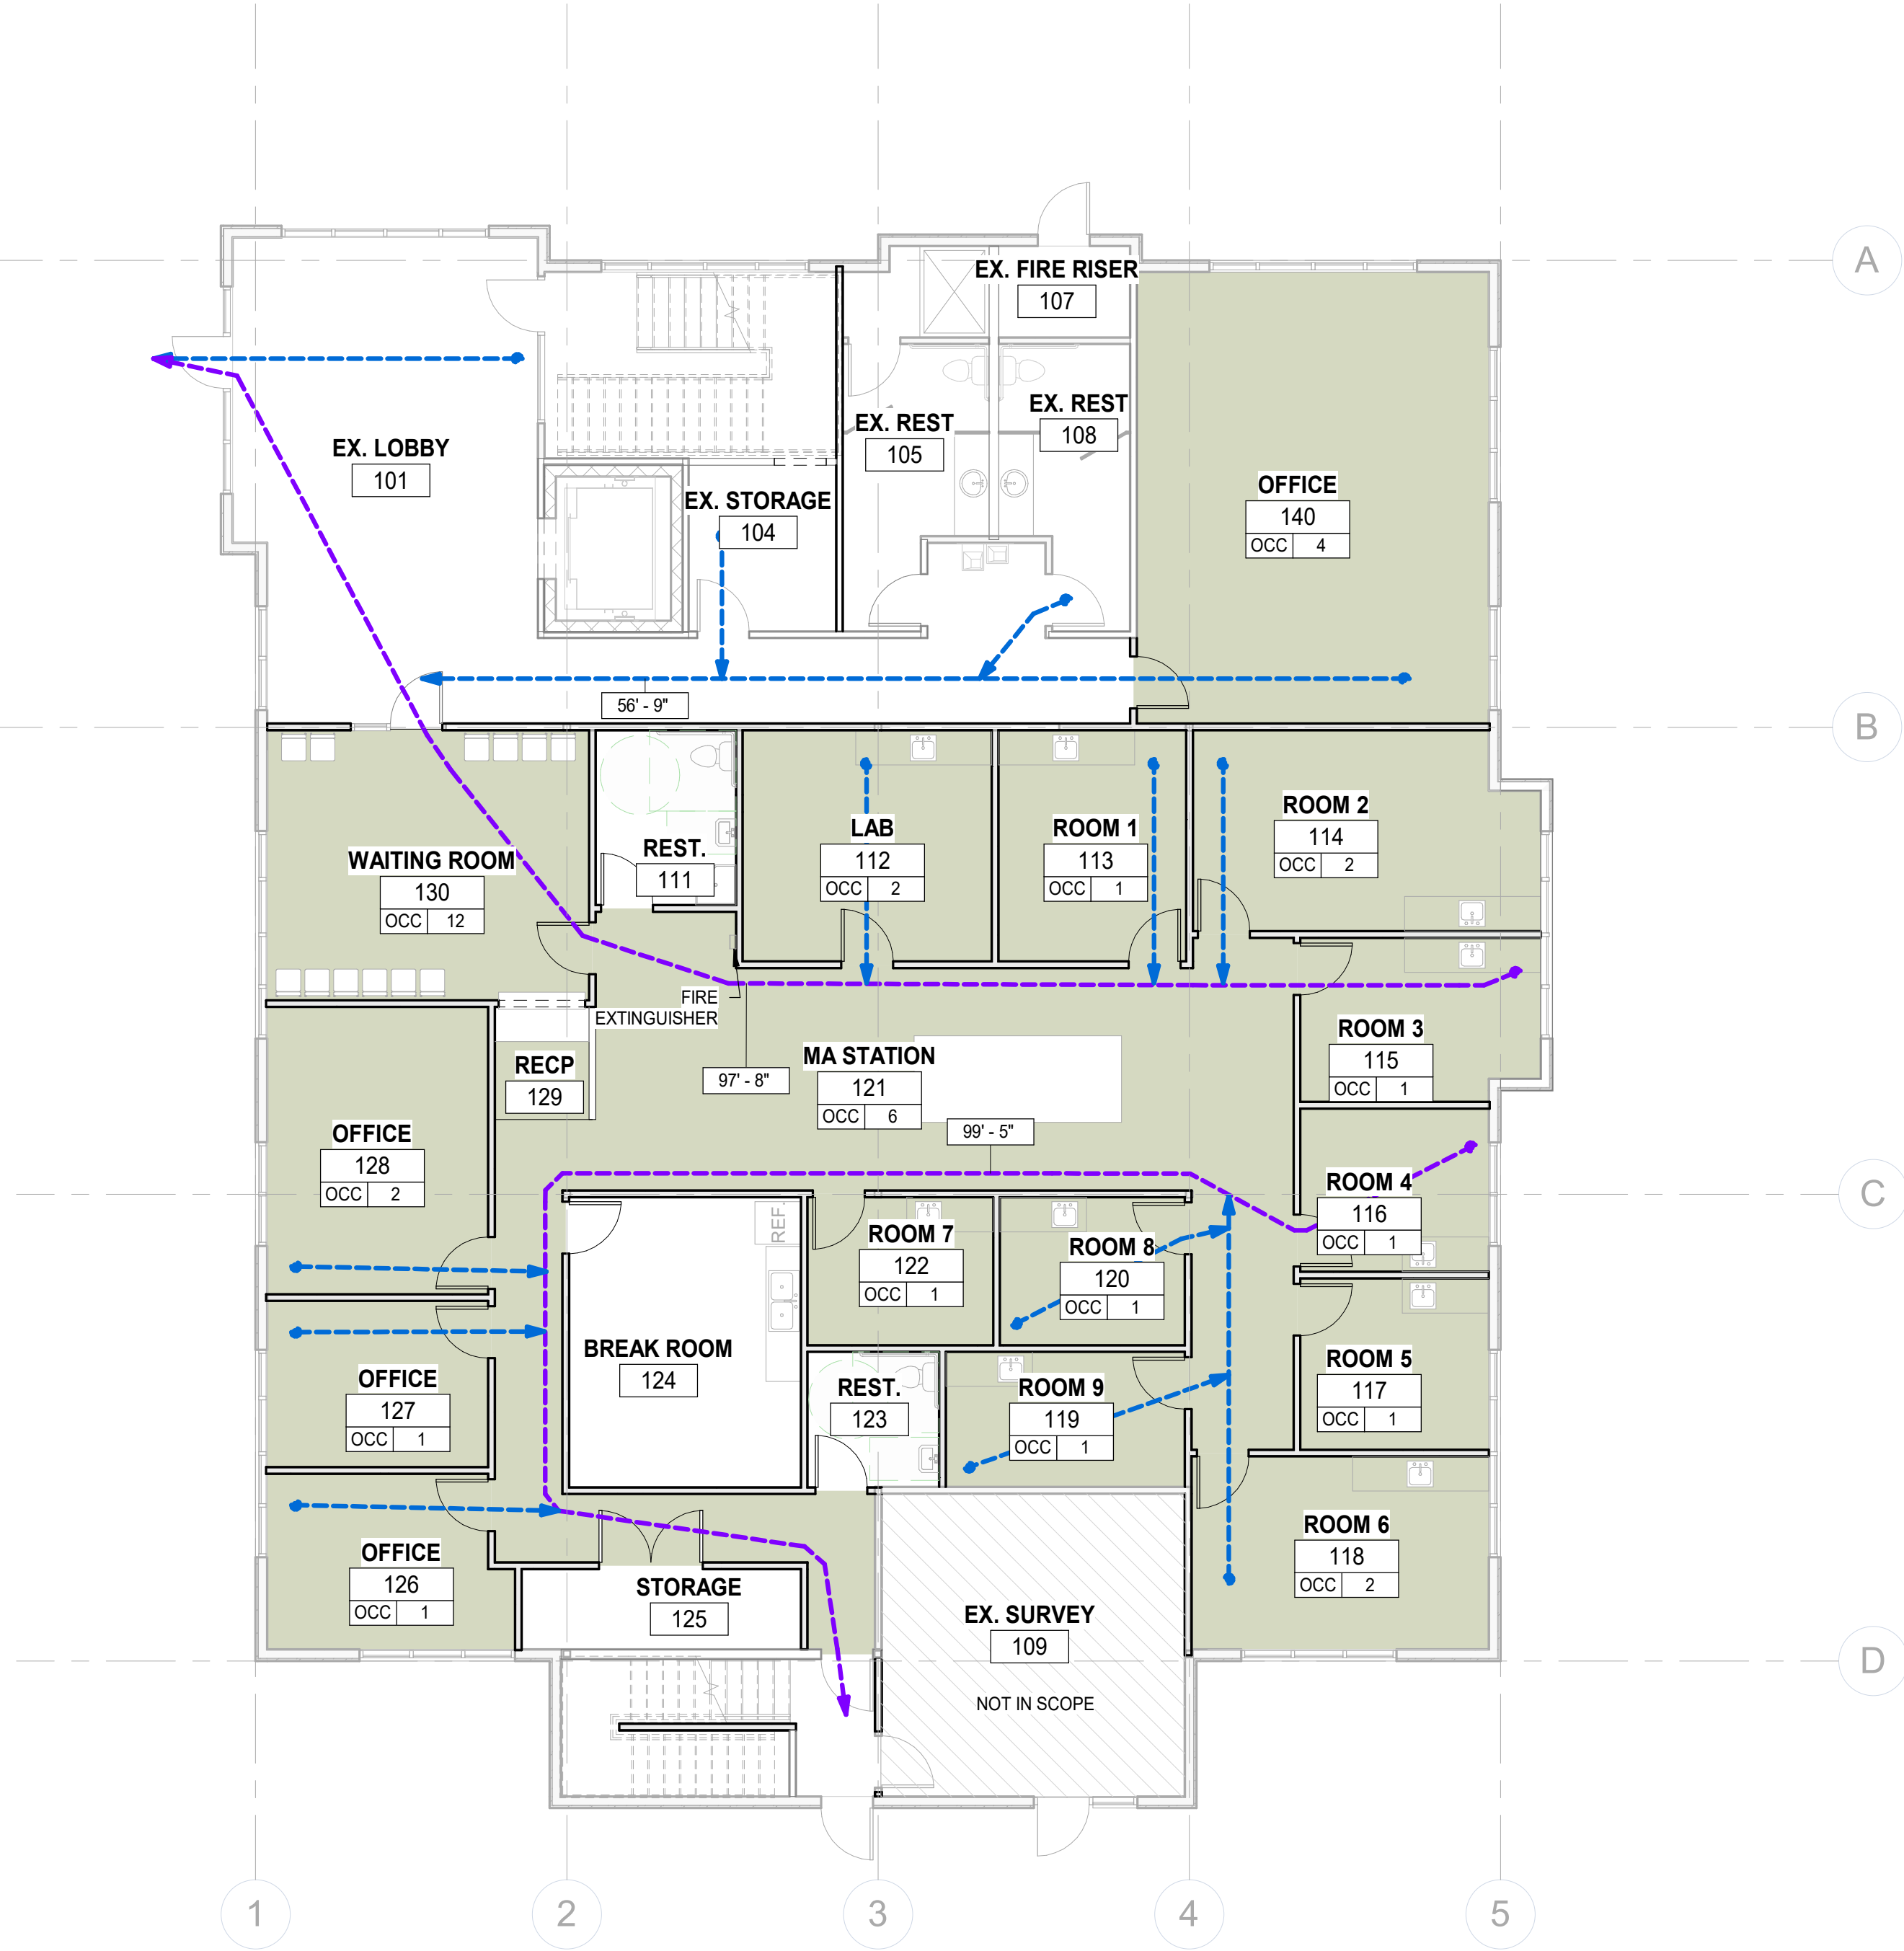 A
EX. FIRE RISER
107
EX. REST
108
EX. REST
105
EX. LOBBY
101
OFFICE
140
OCC 4
EX. STORAGE
104
56' - 9"
B
ROOM 2
114
OCC 2
LAB
112
OCC 2
ROOM 1
113
OCC 1
REST.
111
WAITING ROOM
130
OCC 12
FIRE
EXTINGUISHER
ROOM 3
115
OCC 1
MA STATION
121
OCC 6
RECP
129
97' - 8"
99' - 5"
OFFICE
128
OCC 2
C
ROOM 4
116
OCC 1
REF.
ROOM 7
122
OCC 1
ROOM 8
120
OCC 1
BREAK ROOM
124
ROOM 5
117
OCC 1
OFFICE
127
OCC 1
REST.
123
ROOM 9
119
OCC 1
ROOM 6
118
OCC 2
OFFICE
126
OCC 1
STORAGE
125
EX. SURVEY
109
NOT IN SCOPE
D
1
2
3
4
5